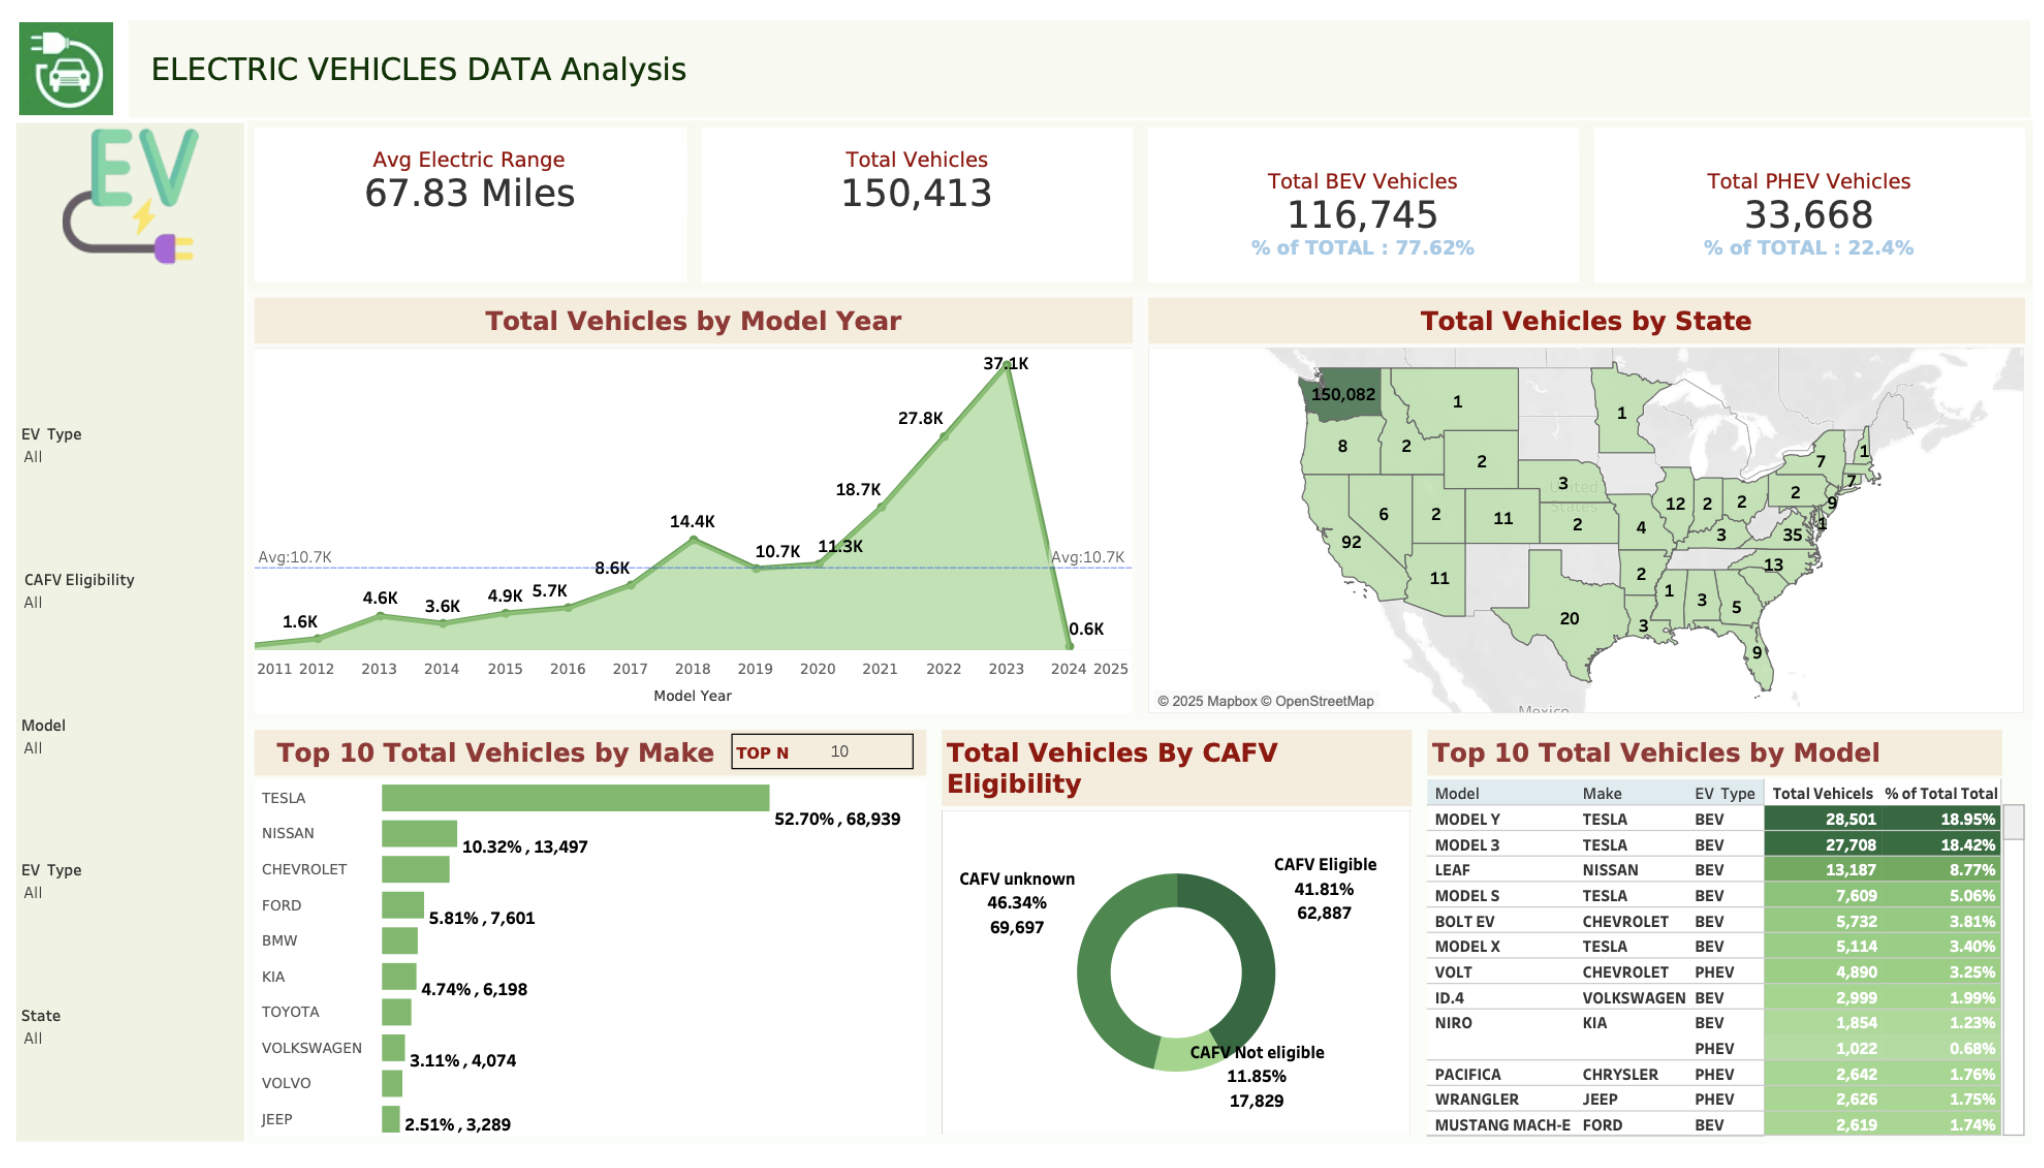 ELECTRIC VEHICLES DATA Analysis
EV
Avg Electric Range
67.83 Miles
Total Vehicles
150,413
Total BEV Vehicles
116,745
% of TOTAL : 77.62%
Total PHEV Vehicles
33,668
% of TOTAL : 22.4%
EV Type
All
CAFV Eligibility
All
Model
All
EV Type
All
State
All
Total Vehicles by Model Year
37.1K
27.8K
18.7K
14.4K
10.7K
11.3K
Avg:10.7K
Avg:10.7K
8.6K
5.7K
4.9K
4.6K
3.6K
1.6K
0.6K
2011 2012 2013 2014 2015 2016 2017 2018 2019 2020 2021 2022 2023 2024 2025
Model Year
Total Vehicles by State
150,082
1
1
8
2
2
7
1
3
7
6
2
11
2
12
2
2
2
9
4
3
35
1
92
11
2
13
20
3
1
3
5
9
United
States
Mexico
© 2025 Mapbox © OpenStreetMap
Top 10 Total Vehicles by Make
TOP N 10
TESLA
52.70% , 68,939
NISSAN
10.32% , 13,497
CHEVROLET
FORD
5.81% , 7,601
BMW
KIA
4.74% , 6,198
TOYOTA
VOLKSWAGEN
3.11% , 4,074
VOLVO
JEEP
2.51% , 3,289
Total Vehicles By CAFV
Eligibility
CAFV Eligible
41.81%
62,887
CAFV unknown
46.34%
69,697
CAFV Not eligible
11.85%
17,829
Top 10 Total Vehicles by Model
Model Make EV Type Total Vehicels % of Total Total
MODEL Y TESLA BEV 28,501 18.95%
MODEL 3 TESLA BEV 27,708 18.42%
LEAF NISSAN BEV 13,187 8.77%
MODEL S TESLA BEV 7,609 5.06%
BOLT EV CHEVROLET BEV 5,732 3.81%
MODEL X TESLA BEV 5,114 3.40%
VOLT CHEVROLET PHEV 4,890 3.25%
ID.4 VOLKSWAGEN BEV 2,999 1.99%
NIRO KIA BEV 1,854 1.23%
PHEV 1,022 0.68%
PACIFICA CHRYSLER PHEV 2,642 1.76%
WRANGLER JEEP PHEV 2,626 1.75%
MUSTANG MACH-E FORD BEV 2,619 1.74%